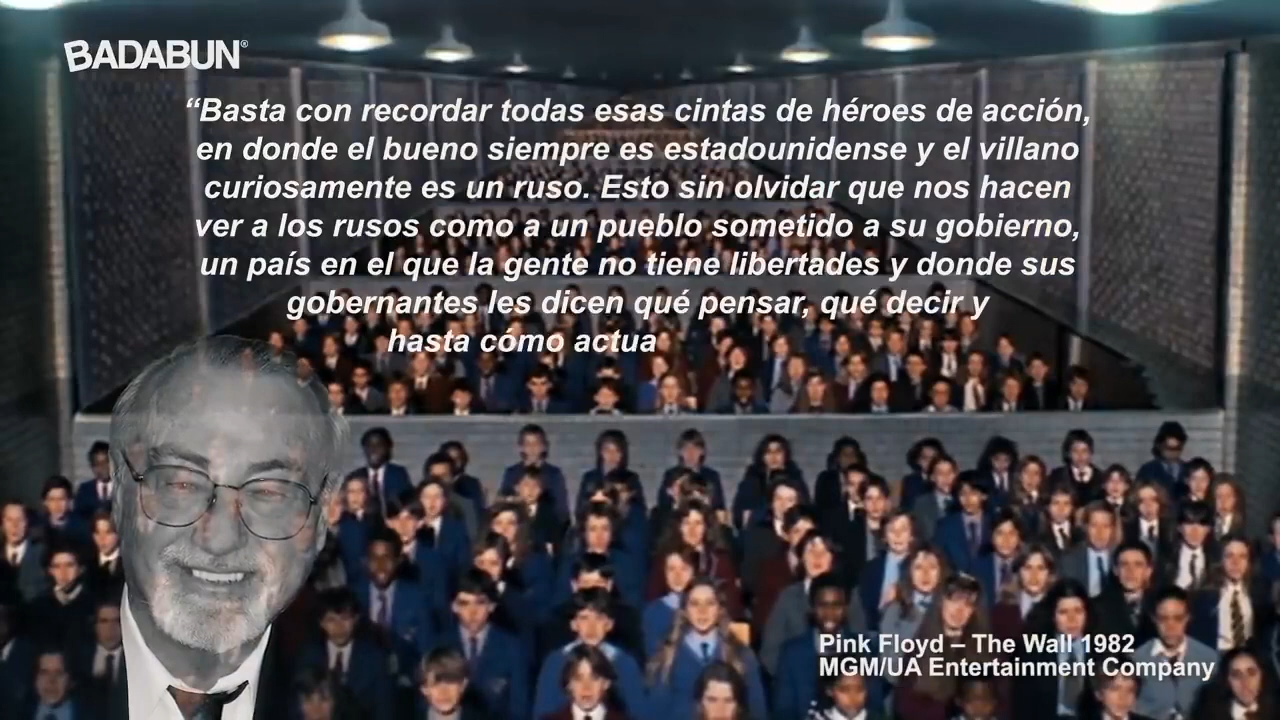 BADABUN®
“Basta con recordar todas esas cintas de héroes de acción,
en donde el bueno siempre es estadounidense y el villano
curiosamente es un ruso. Esto sin olvidar que nos hacen
ver a los rusos como a un pueblo sometido a su gobierno,
un país en el que la gente no tiene libertades y donde sus
gobernantes les dicen qué pensar, qué decir y
hasta cómo actua
Pink Floyd – The Wall 1982
MGM/UA Entertainment Company